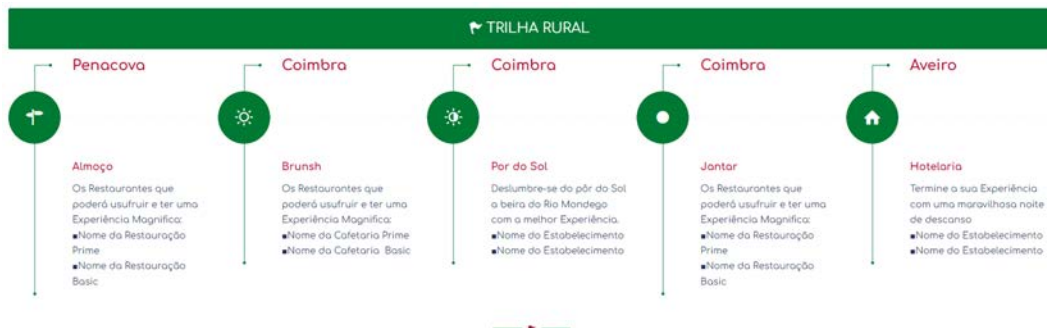 TRILHA RURAL
Penacova
Almoço
Os Restaurantes que
poderá usufruir e ter uma
Experiência Magnifica:
▪Nome da Restauração
Prime
▪Nome da Restauração
Basic
Coimbra
Brunsh
Os Restaurantes que
poderá usufruir e ter uma
Experiência Magnifica:
▪Nome da Cafetaria Prime
▪Nome da Cafetaria Basic
Coimbra
Por do Sol
Deslumbre-se do pôr do Sol
a beira do Rio Mondego
com a melhor Experiência.
▪Nome do Estabelecimento
▪Nome do Estabelecimento
Coimbra
Jantar
Os Restaurantes que
poderá usufruir e ter uma
Experiência Magnifica:
▪Nome da Restauração
Prime
▪Nome da Restauração
Basic
Aveiro
Hotelaria
Termine a sua Experiência
com uma maravilhosa noite
de descanso
▪Nome do Estabelecimento
▪Nome do Estabelecimento